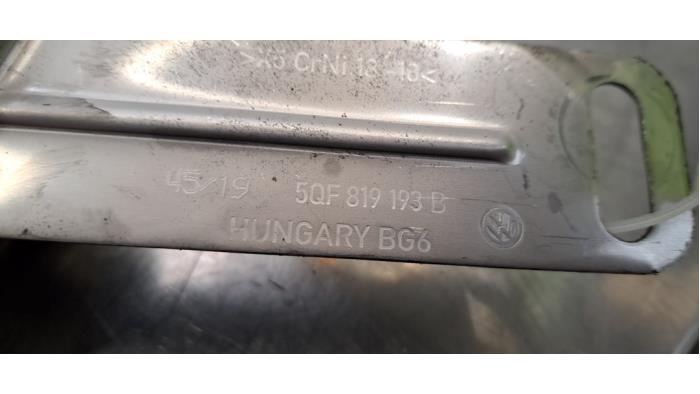 >X5 CrNi 18-10<
45/19 5QF 819 193 B
HUNGARY BG6